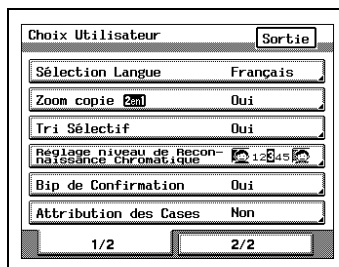 Choix Utilisateur
Sortie
Sélection Langue Français
Zoom copie 2en1 Oui
Tri Sélectif Oui
Réglage niveau de Recon-
naissance Chromatique 12345
Bip de Confirmation Oui
Attribution des Cases Non
1/2 2/2